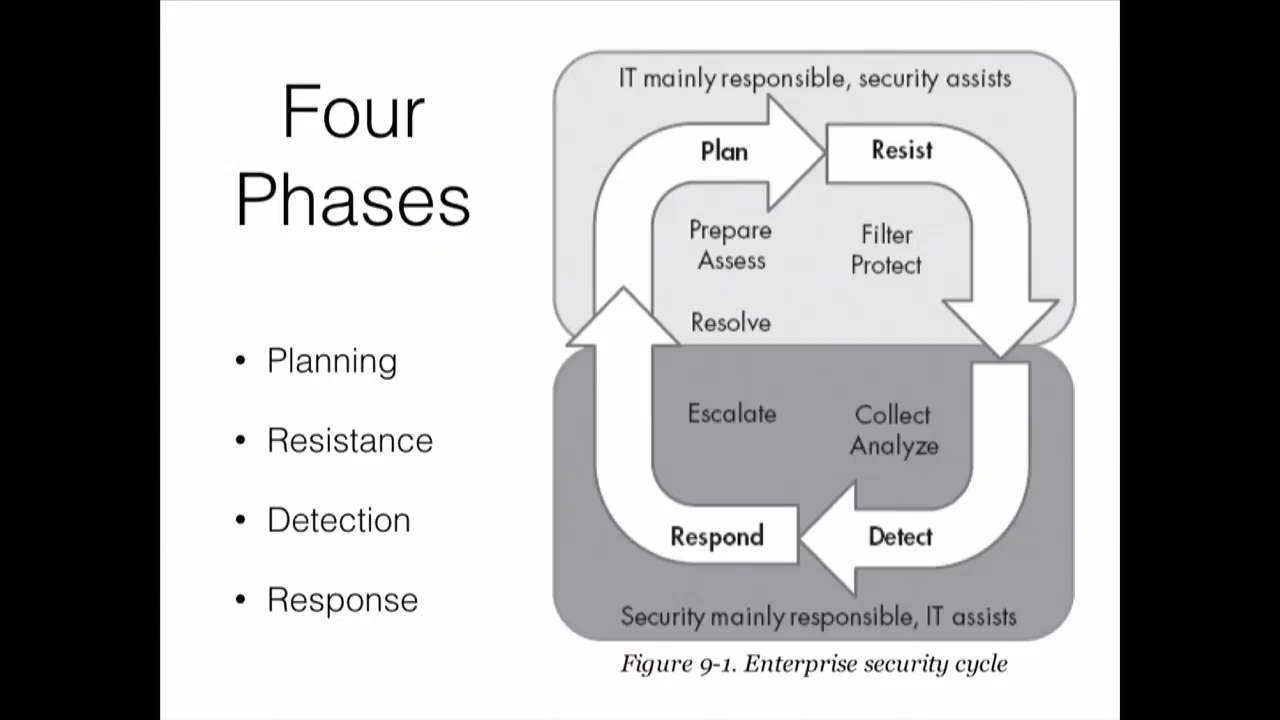 Four
Phases
• Planning
• Resistance
• Detection
• Response
IT mainly responsible, security assists
Plan
Resist
Prepare
Assess
Filter
Protect
Resolve
Escalate
Collect
Analyze
Respond
Detect
Security mainly responsible, IT assists
Figure 9-1. Enterprise security cycle